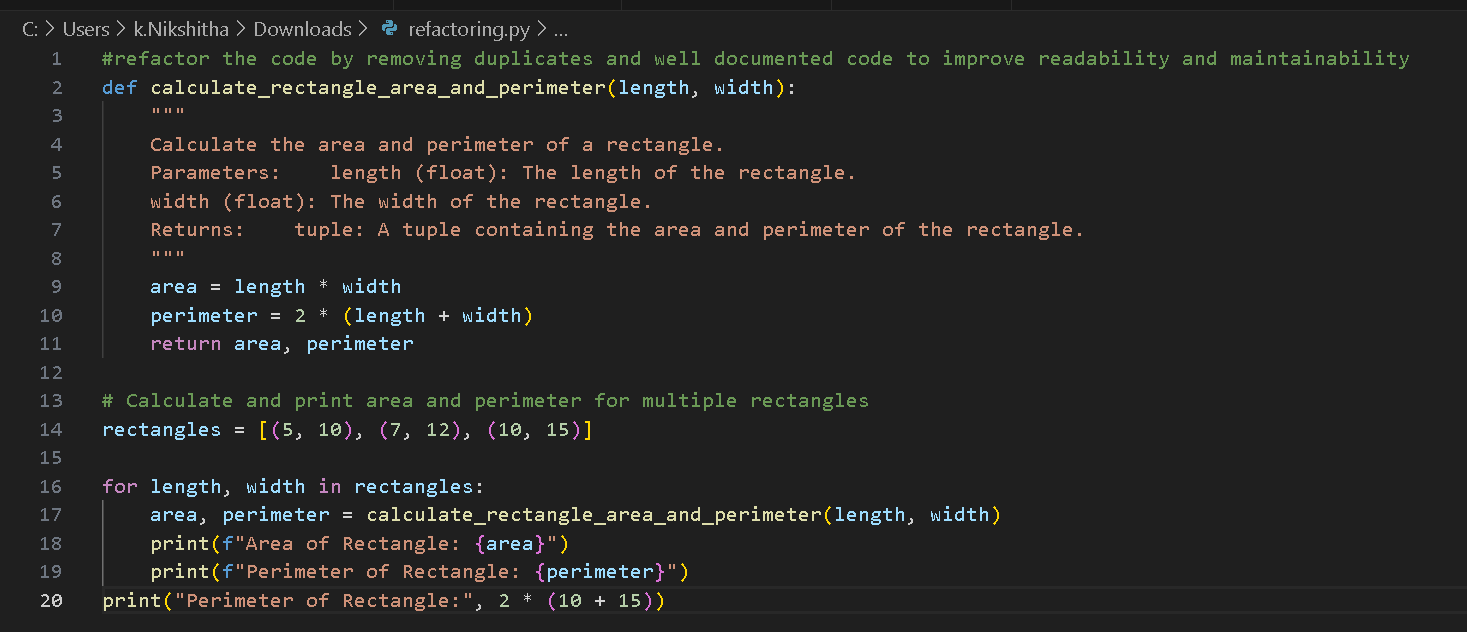 C: > Users > k.Nikshitha > Downloads > refactoring.py > ...
1 #refactor the code by removing duplicates and well documented code to improve readability and maintainability
2 def calculate_rectangle_area_and_perimeter(length, width):
3     """
4     Calculate the area and perimeter of a rectangle.
5     Parameters:    length (float): The length of the rectangle.
6     width (float): The width of the rectangle.
7     Returns:    tuple: A tuple containing the area and perimeter of the rectangle.
8     """
9     area = length * width
10     perimeter = 2 * (length + width)
11     return area, perimeter
12
13 # Calculate and print area and perimeter for multiple rectangles
14 rectangles = [(5, 10), (7, 12), (10, 15)]
15
16 for length, width in rectangles:
17     area, perimeter = calculate_rectangle_area_and_perimeter(length, width)
18     print(f"Area of Rectangle: {area}")
19     print(f"Perimeter of Rectangle: {perimeter}")
20 print("Perimeter of Rectangle:", 2 * (10 + 15))